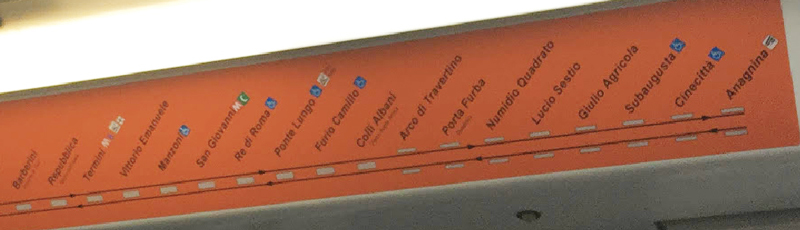 Barberini
Repubblica
Termini M
Vittorio Emanuele
Manzoni
San Giovanni M C
Re di Roma
Ponte Lungo
Furio Camillo
Colli Albani
Arco di Travertino
Porta Furba
Numidio Quadrato
Lucio Sestio
Giulio Agricola
Subaugusta
Cinecittà
Anagnina